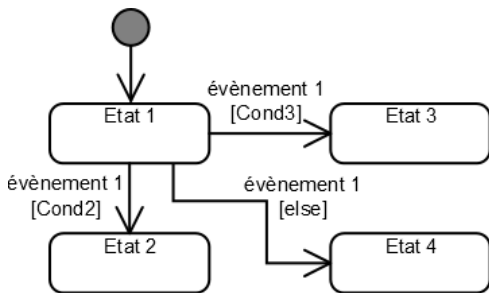 évènement 1
[Cond3]
Etat 1
Etat 3
évènement 1
[Cond2]
évènement 1
[else]
Etat 2
Etat 4